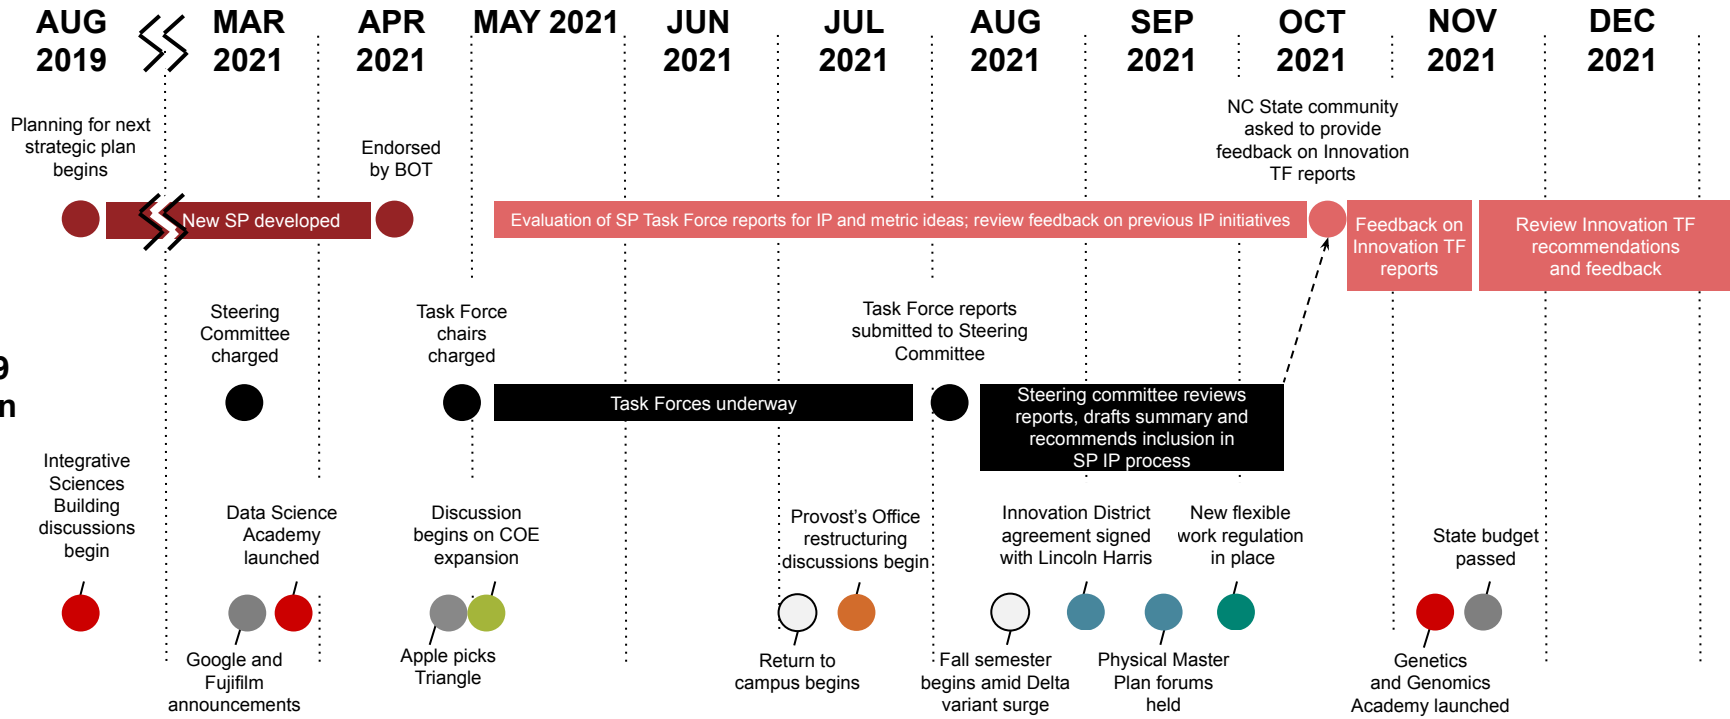 AUG
2019
MAR
2021
APR
2021
MAY 2021
JUN
2021
JUL
2021
AUG
2021
SEP
2021
OCT
2021
NOV
2021
DEC
2021
Planning for next
strategic plan
begins
Endorsed
by BOT
NC State community
asked to provide
feedback on Innovation
TF reports
New SP developed
Evaluation of SP Task Force reports for IP and metric ideas; review feedback on previous IP initiatives
Feedback on
Innovation TF
reports
Review Innovation TF
recommendations
and feedback
Steering
Committee
charged
Task Force
chairs
charged
Task Force reports
submitted to Steering
Committee
9
n
Task Forces underway
Steering committee reviews
reports, drafts summary and
recommends inclusion in
SP IP process
Integrative
Sciences
Building
discussions
begin
Data Science
Academy
launched
Discussion
begins on COE
expansion
Provost's Office
restructuring
discussions begin
Innovation District
agreement signed
with Lincoln Harris
New flexible
work regulation
in place
State budget
passed
Google and
Fujifilm
announcements
Apple picks
Triangle
Return to
campus begins
Fall semester
begins amid Delta
variant surge
Physical Master
Plan forums
held
Genetics
and Genomics
Academy launched